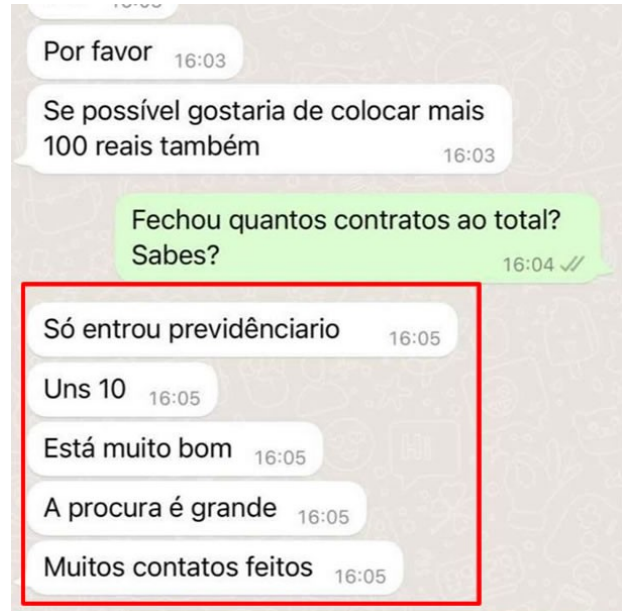 Por favor 16:03
Se possível gostaria de colocar mais
100 reais também 16:03
Fechou quantos contratos ao total?
Sabes? 16:04
Só entrou previdênciario 16:05
Uns 10 16:05
Está muito bom 16:05
A procura é grande 16:05
Muitos contatos feitos 16:05